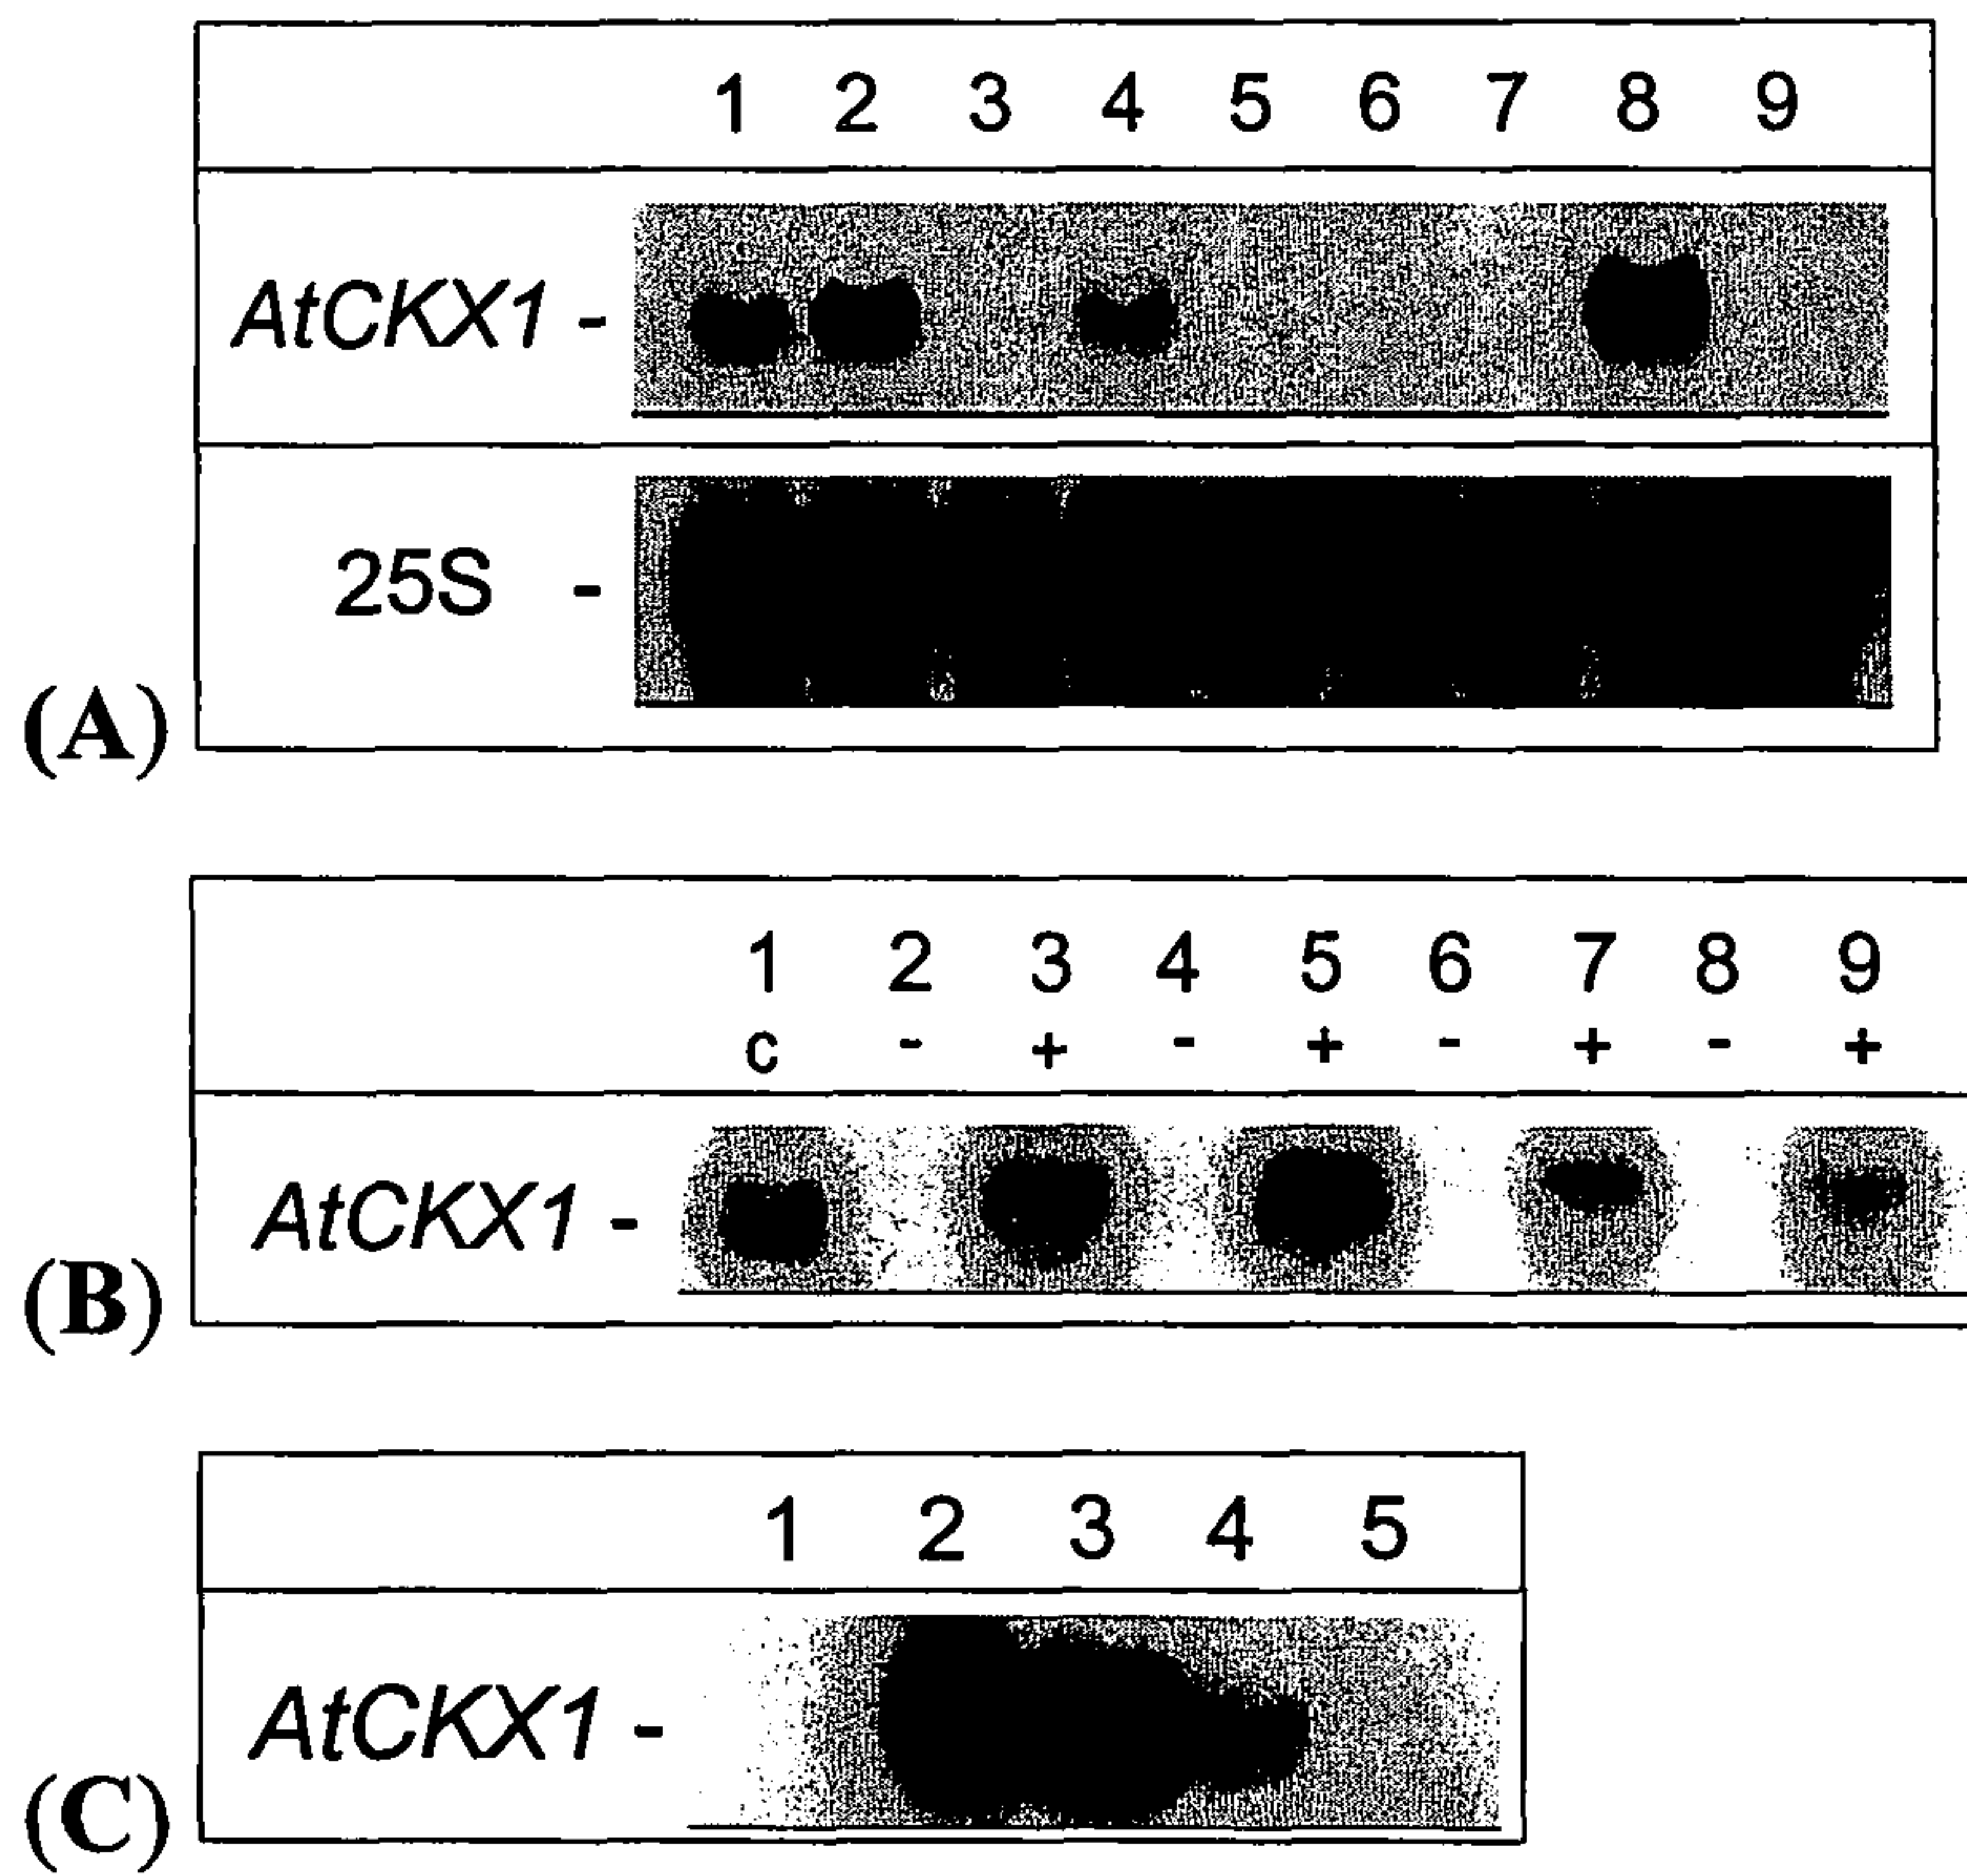 1 2 3 4 5 6 7 8 9
AtCKX1 -
25S -
(A)
1 2 3 4 5 6 7 8 9
c - + - + - + - +
AtCKX1 -
(B)
1 2 3 4 5
AtCKX1 -
(C)